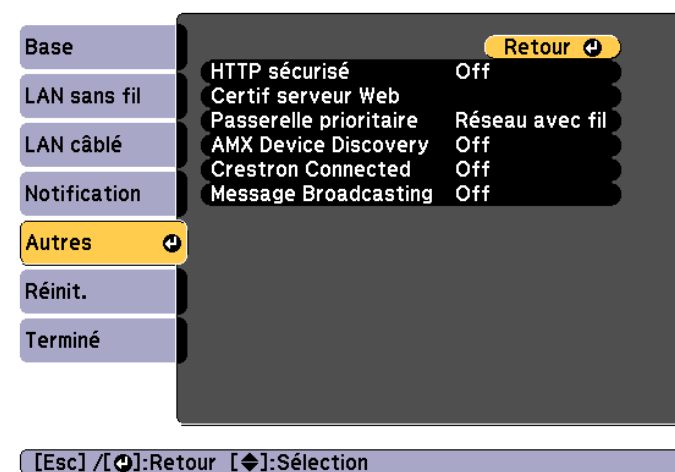 Base
LAN sans fil
LAN câblé
Notification
Autres
Réinit.
Terminé
Retour
HTTP sécurisé Off
Certif serveur Web
Passerelle prioritaire Réseau avec fil
AMX Device Discovery Off
Crestron Connected Off
Message Broadcasting Off
[Esc] /[⏎]:Retour [◆]:Sélection